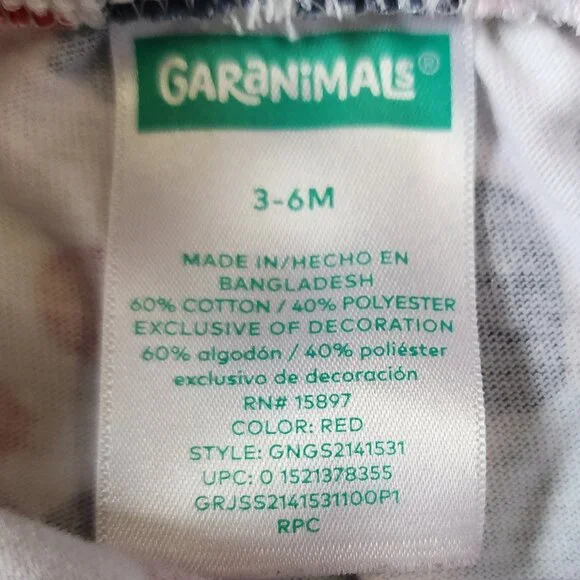 GARANIMALS®
3-6M
MADE IN/HECHO EN
BANGLADESH
60% COTTON / 40% POLYESTER
EXCLUSIVE OF DECORATION
60% algodón / 40% poliéster
exclusivo de decoración
RN# 15897
COLOR: RED
STYLE: GNGS2141531
UPC: 0 1521378355
GRJSS2141531100P1
RPC